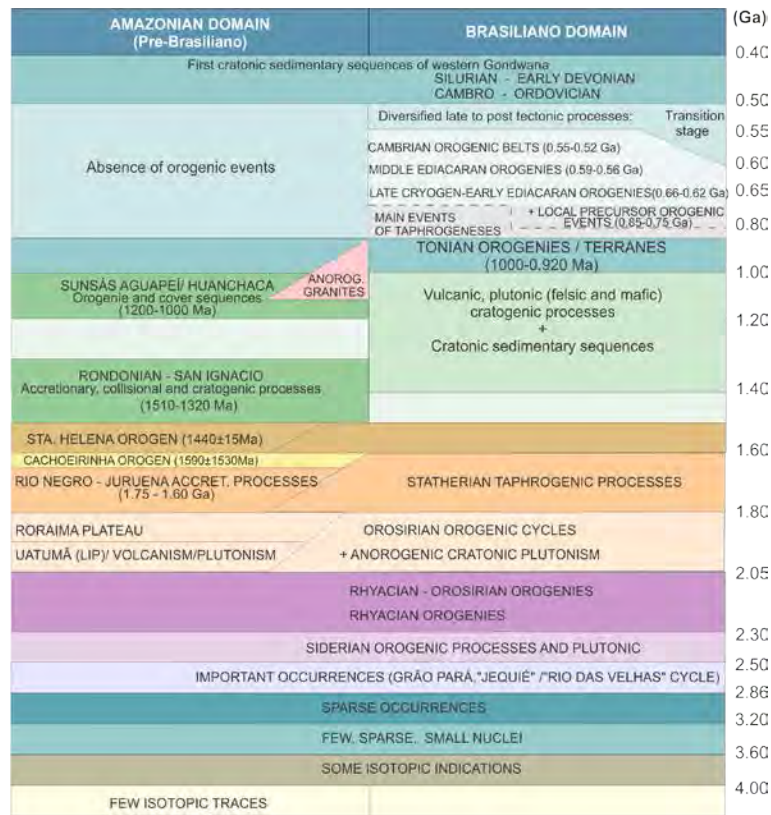 AMAZONIAN DOMAIN
(Pre-Brasiliano)
BRASILIANO DOMAIN
(Ga)
First cratonic sedimentary sequences of western Gondwana
SILURIAN - EARLY DEVONIAN
CAMBRO - ORDOVICIAN
Absence of orogenic events
Diversified late to post tectonic processes:
Transition
stage
CAMBRIAN OROGENIC BELTS (0.55-0.52 Ga)
MIDDLE EDIACARAN OROGENIES (0.59-0.56 Ga)
LATE CRYOGEN-EARLY EDIACARAN OROGENIES(0.66-0.62 Ga)
MAIN EVENTS
OF TAPHROGENESES
+ LOCAL PRECURSOR OROGENIC
EVENTS (0.85-0.75 Ga)
TONIAN OROGENIES / TERRANES
(1000-0.920 Ma)
ANOROG.
GRANITES
SUNSÁS AGUAPEÍ/ HUANCHACA
Orogenie and cover sequences
(1200-1000 Ma)
Vulcanic, plutonic (felsic and mafic)
cratogenic processes
+
Cratonic sedimentary sequences
RONDONIAN - SAN IGNACIO
Accretionary, collisional and cratogenic processes
(1510-1320 Ma)
STA. HELENA OROGEN (1440±15Ma)
CACHOEIRINHA OROGEN (1590±1530Ma)
RIO NEGRO - JURUENA ACCRET. PROCESSES
(1.75 - 1.60 Ga)
STATHERIAN TAPHROGENIC PROCESSES
RORAIMA PLATEAU
UATUMÃ (LIP)/ VOLCANISM/PLUTONISM
OROSIRIAN OROGENIC CYCLES
+ ANOROGENIC CRATONIC PLUTONISM
RHYACIAN - OROSIRIAN OROGENIES
RHYACIAN OROGENIES
SIDERIAN OROGENIC PROCESSES AND PLUTONIC
IMPORTANT OCCURRENCES (GRÃO PARÁ,"JEQUIÉ" /"RIO DAS VELHAS" CYCLE)
SPARSE OCCURRENCES
FEW, SPARSE, SMALL NUCLEI
SOME ISOTOPIC INDICATIONS
FEW ISOTOPIC TRACES
0.40
0.50
0.55
0.60
0.65
0.80
1.00
1.20
1.40
1.60
1.80
2.05
2.30
2.50
2.86
3.20
3.60
4.00